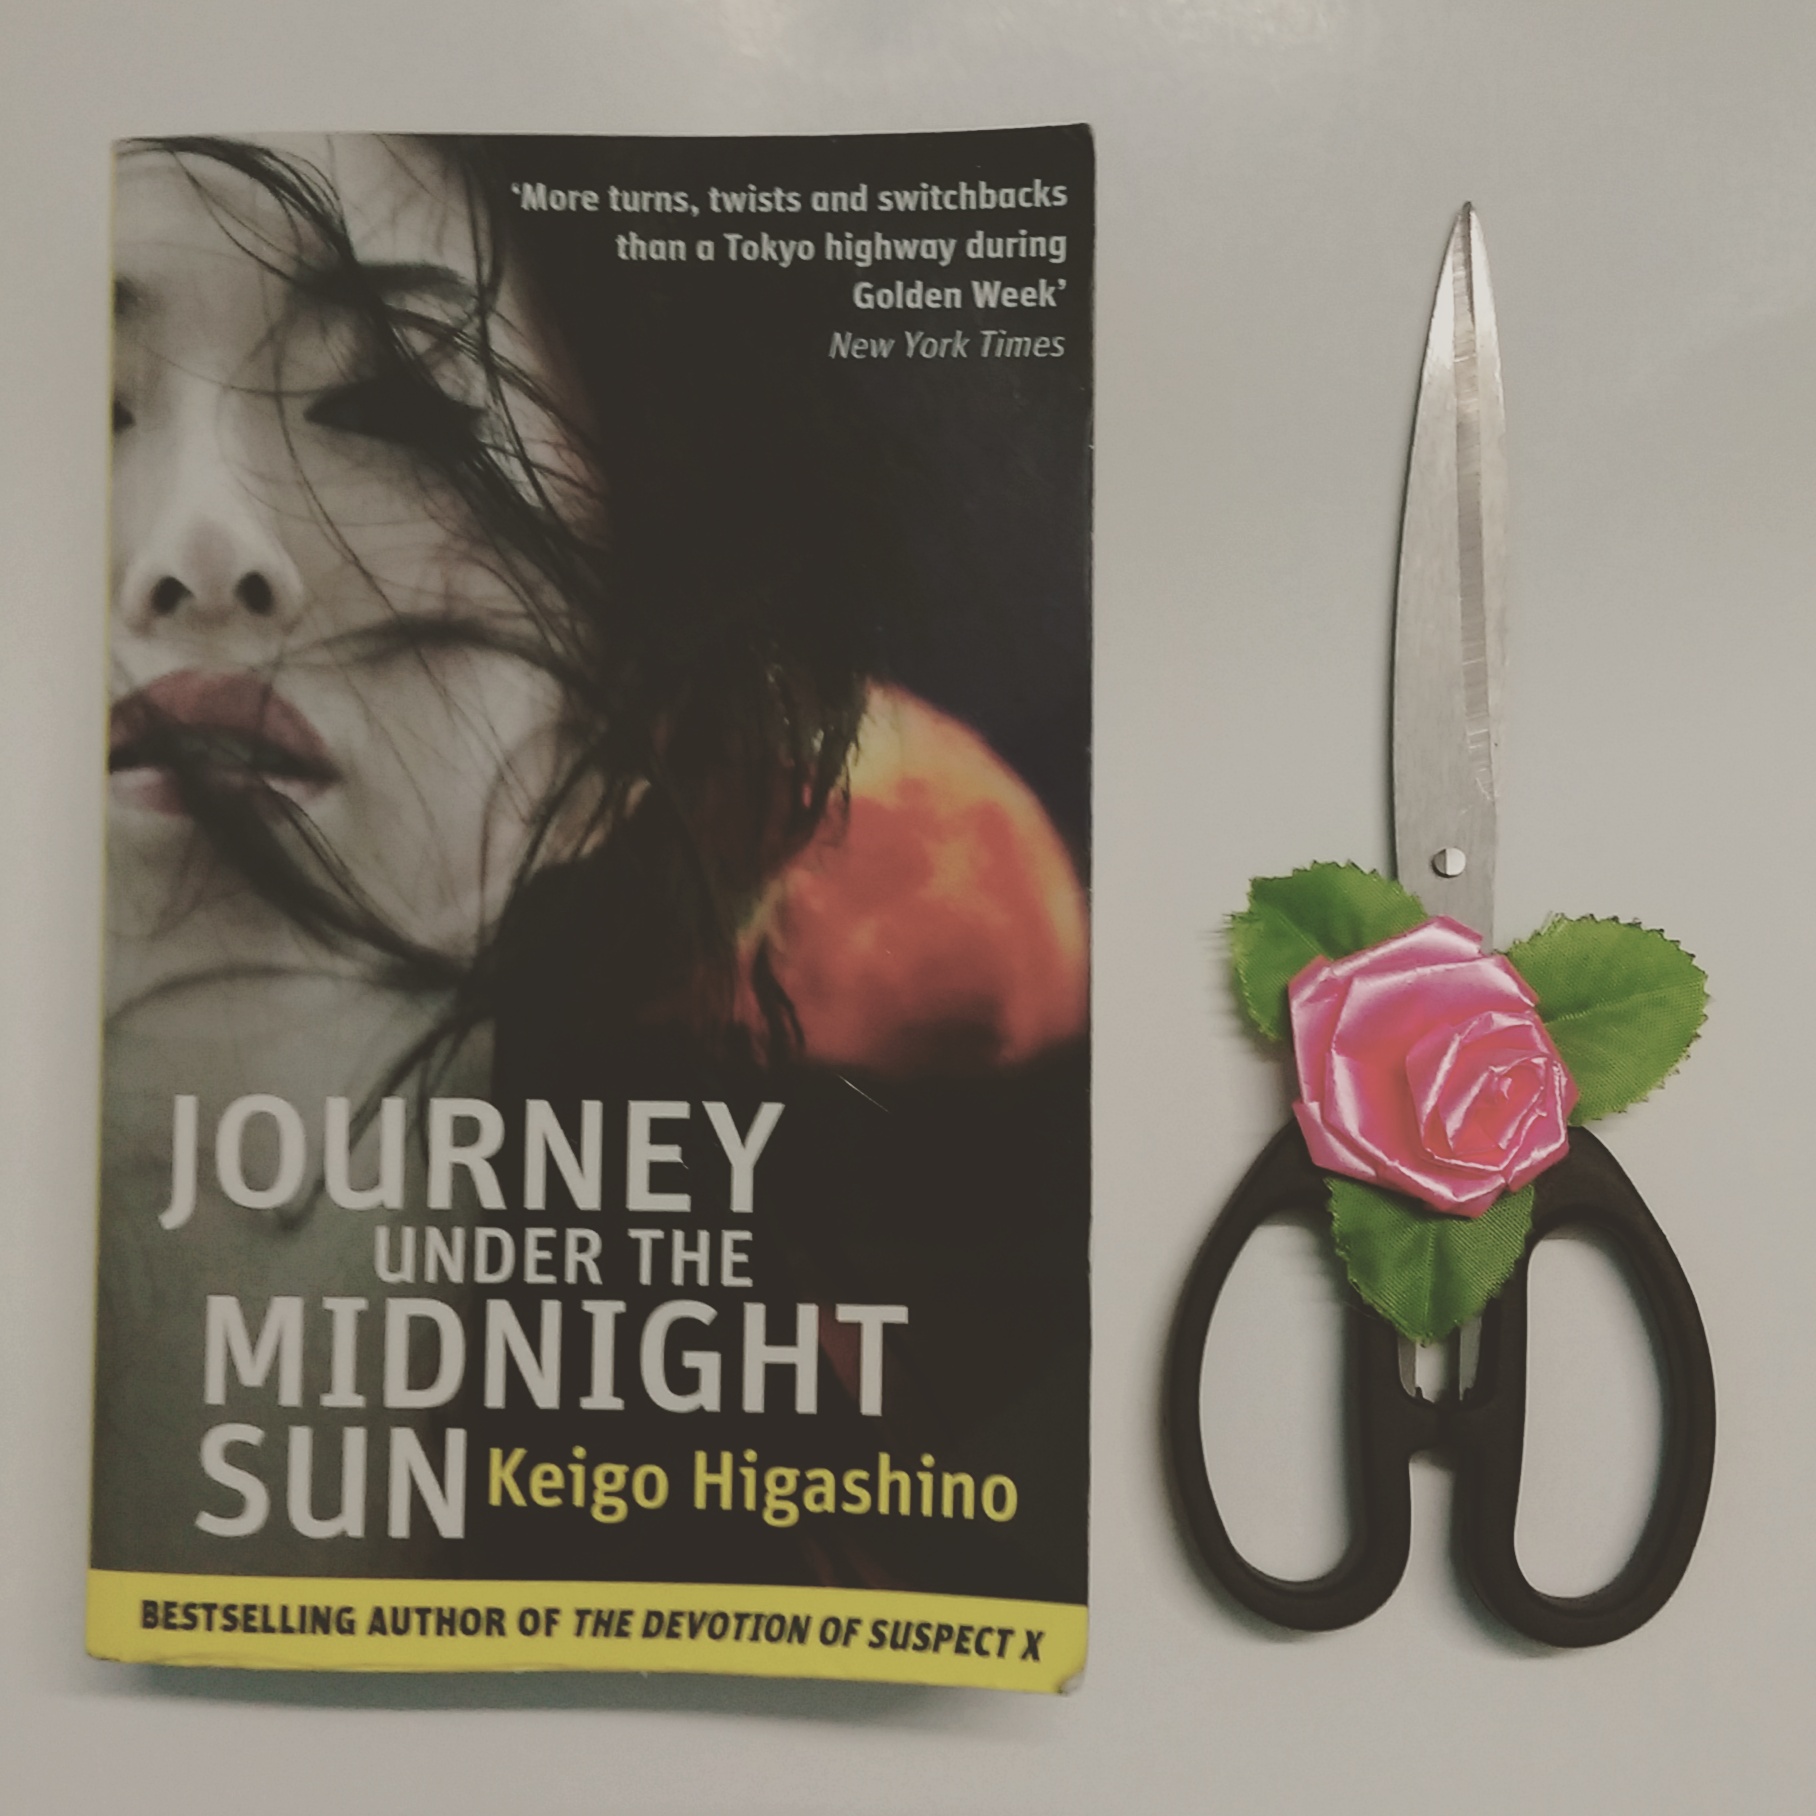 ‘More turns, twists and switchbacks
than a Tokyo highway during
Golden Week’
New York Times
JOURNEY
UNDER THE
MIDNIGHT
SUN Keigo Higashino
BESTSELLING AUTHOR OF THE DEVOTION OF SUSPECT X